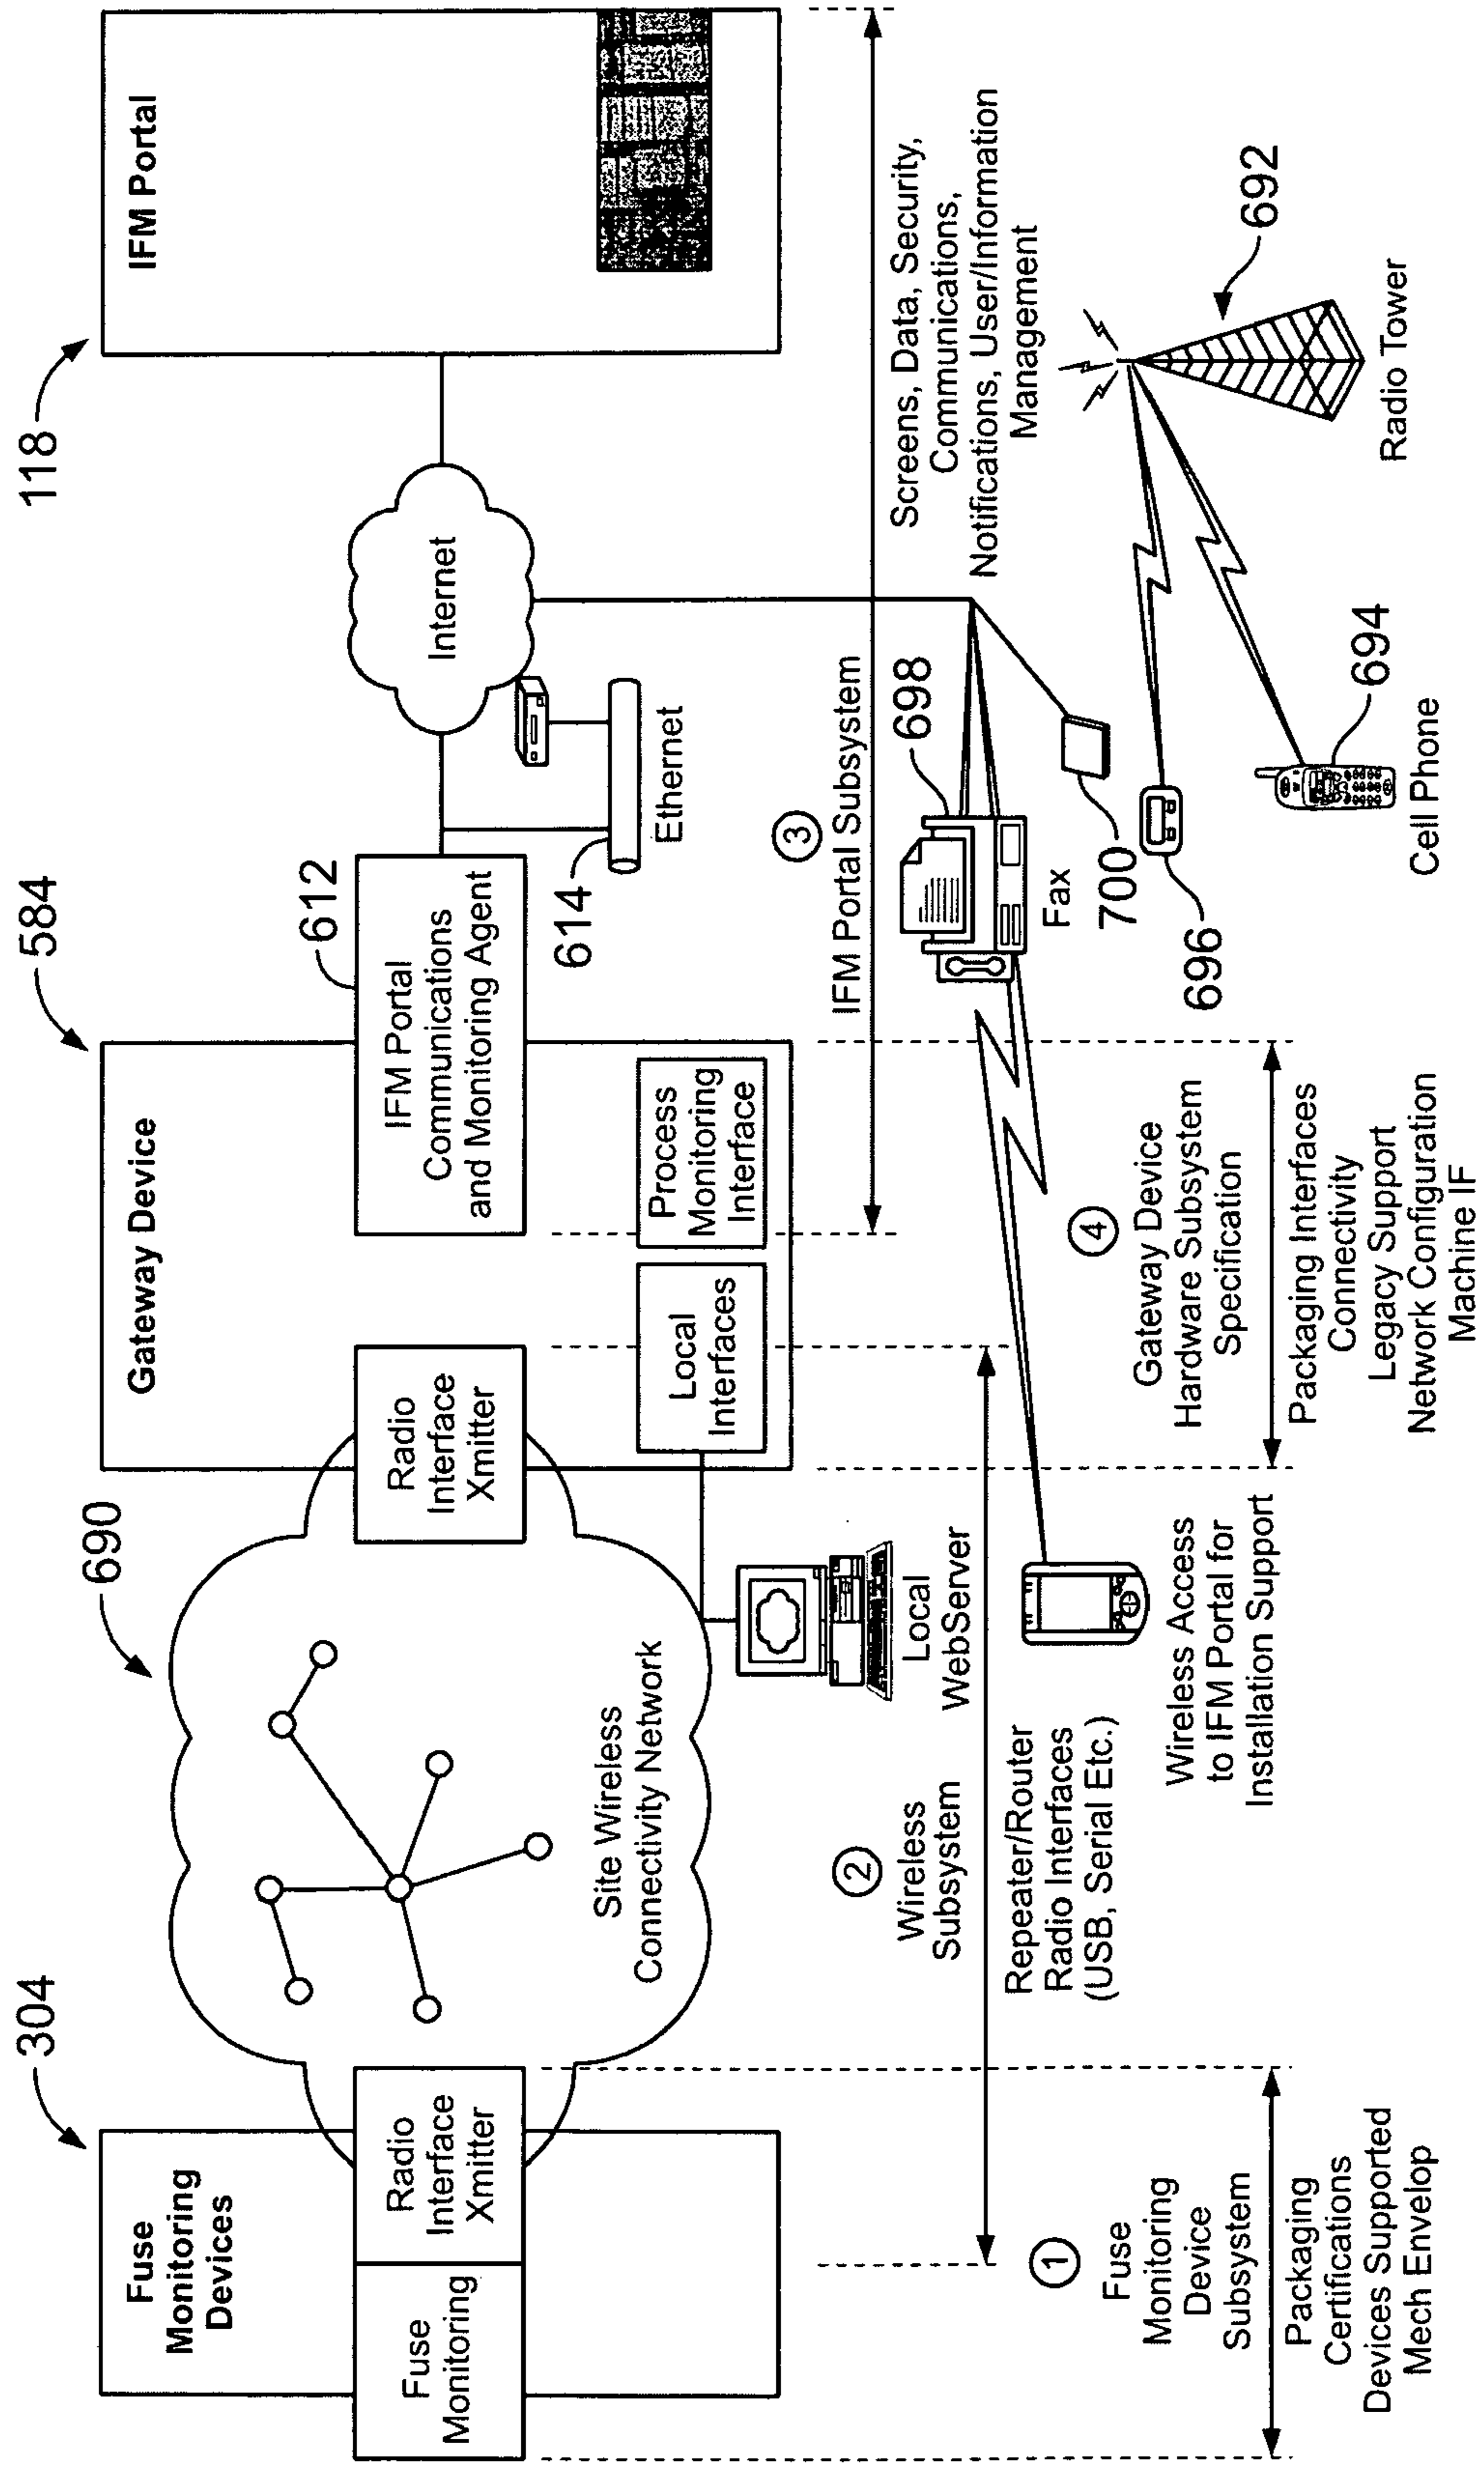 304
Fuse
Monitoring
Devices
Fuse
Monitoring
Radio
Interface
Xmitter
690
Site Wireless
Connectivity Network
584
Gateway Device
Radio
Interface
Xmitter
IFM Portal
Communications
and Monitoring Agent
612
Local
Interfaces
Process
Monitoring
Interface
614
Ethernet
Internet
118
IFM Portal
Local
WebServer
1
Fuse
Monitoring
Device
Subsystem
Packaging
Certifications
Devices Supported
Mech Envelop
2
Wireless
Subsystem
Repeater/Router
Radio Interfaces
(USB, Serial Etc.)
Wireless Access
to IFM Portal for
Installation Support
3
IFM Portal Subsystem
Screens, Data, Security,
Communications,
Notifications, User/Information
Management
4
Gateway Device
Hardware Subsystem
Specification
Packaging Interfaces
Connectivity
Legacy Support
Network Configuration
Machine IF
698
Fax
700
696
694
Cell Phone
692
Radio Tower